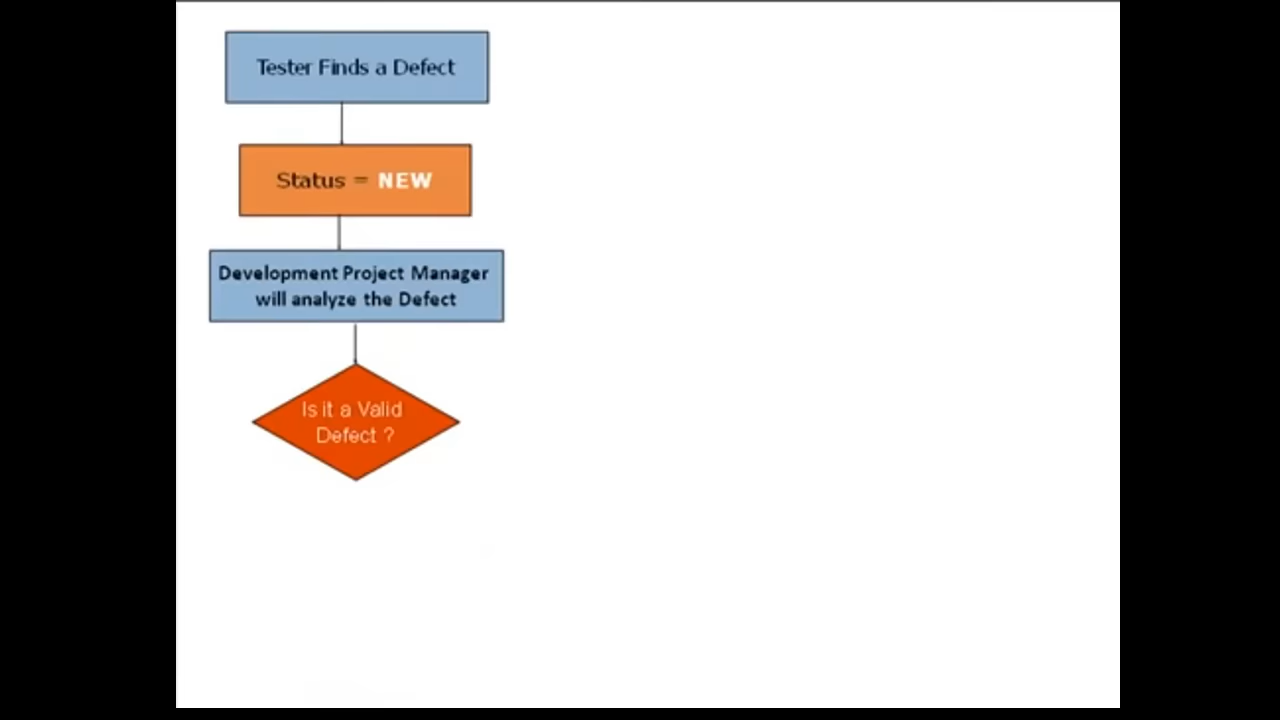 Tester Finds a Defect
Status = NEW
Development Project Manager
will analyze the Defect
Is it a Valid
Defect ?